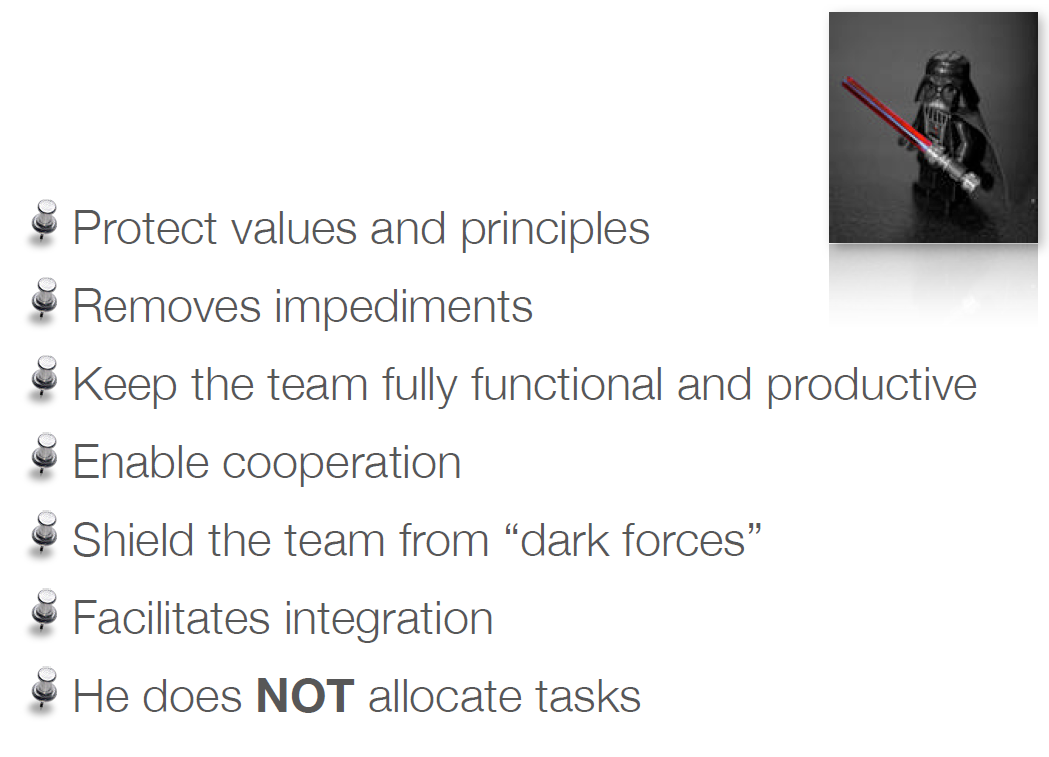 Protect values and principles
Removes impediments
Keep the team fully functional and productive
Enable cooperation
Shield the team from “dark forces”
Facilitates integration
He does NOT allocate tasks